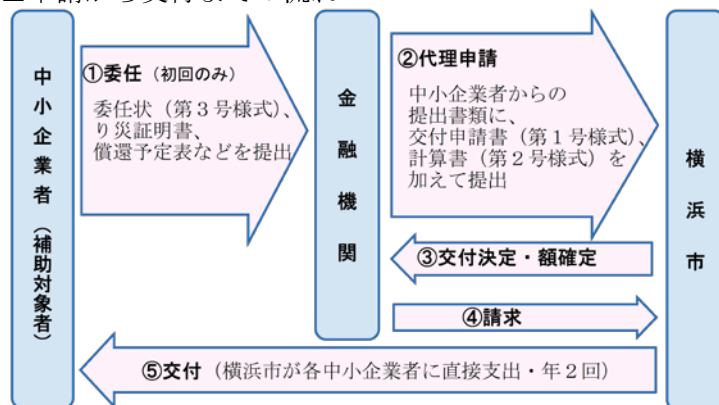 中小企業者（補助対象者）
①委任（初回のみ）
委任状（第３号様式）、
り災証明書、
償還予定表などを提出
金融機関
②代理申請
中小企業者からの
提出書類に、
交付申請書（第１号様式）、
計算書（第２号様式）を
加えて提出
横浜市
③交付決定・額確定
④請求
⑤交付（横浜市が各中小企業者に直接支出・年２回）